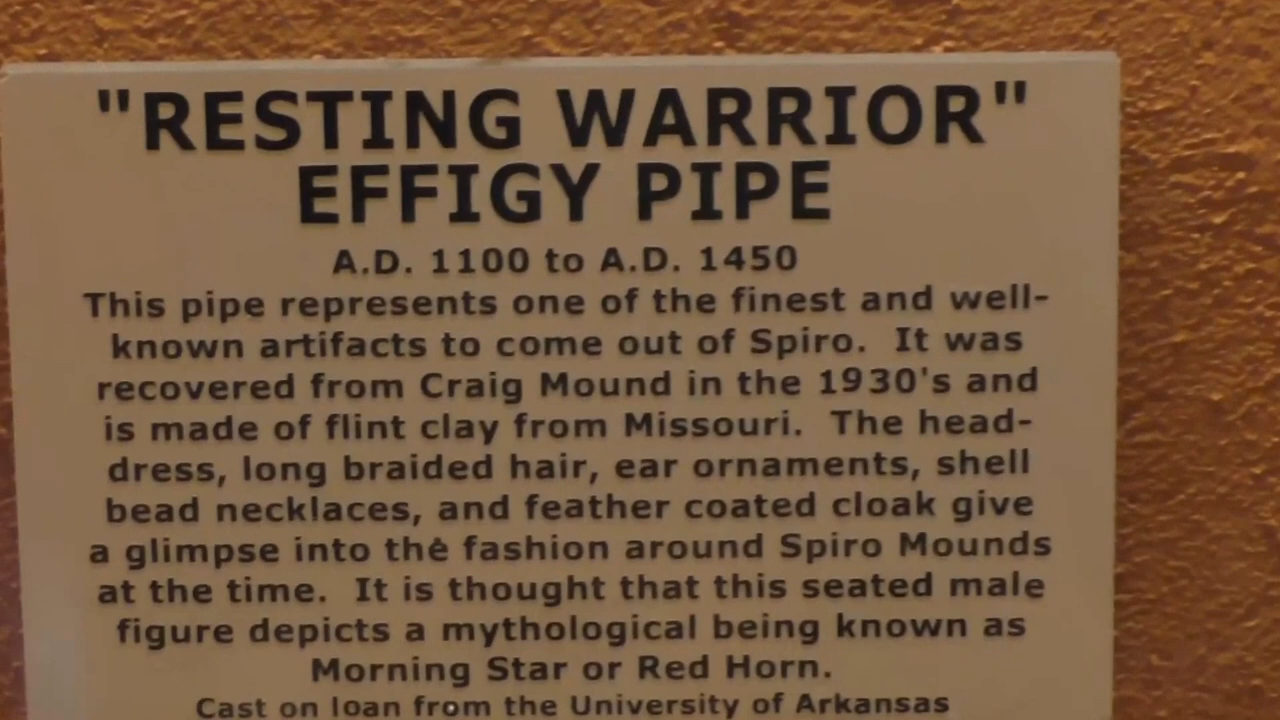 "RESTING WARRIOR"
EFFIGY PIPE
A.D. 1100 to A.D. 1450
This pipe represents one of the finest and well-
known artifacts to come out of Spiro.  It was
recovered from Craig Mound in the 1930's and
is made of flint clay from Missouri.  The head-
dress, long braided hair, ear ornaments, shell
bead necklaces, and feather coated cloak give
a glimpse into the fashion around Spiro Mounds
at the time.  It is thought that this seated male
figure depicts a mythological being known as
Morning Star or Red Horn.
Cast on loan from the University of Arkansas